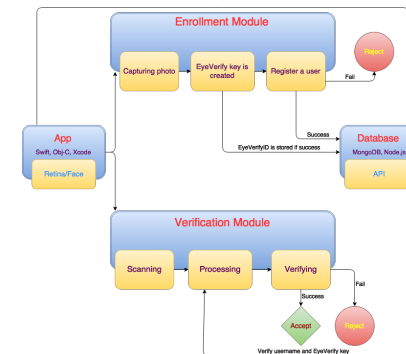 Enrollment Module
Capturing photo
EyeVerify key is
created
Register a user
Reject
Fail
Success
EyeVerifyID is stored if success
App
Swift, Obj-C, Xcode
Retina/Face
Database
MongoDB, Node.js
API
Verification Module
Scanning
Processing
Verifying
Fail
Success
Accept
Reject
Verify username and EyeVerify key